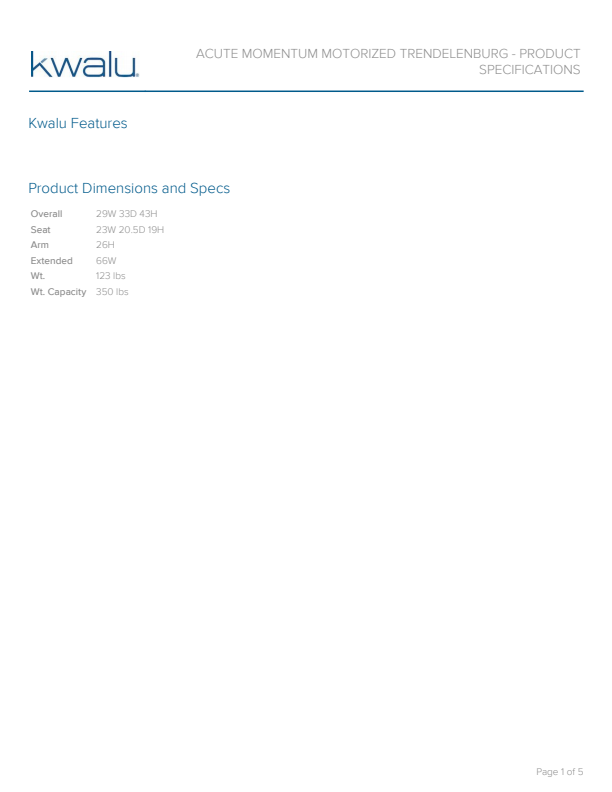 kwalu.
ACUTE MOMENTUM MOTORIZED TRENDELENBURG - PRODUCT
SPECIFICATIONS
Kwalu Features
Product Dimensions and Specs
Overall 29W 33D 43H
Seat 23W 20.5D 19H
Arm 26H
Extended 66W
Wt. 123 lbs
Wt. Capacity 350 lbs
Page 1 of 5